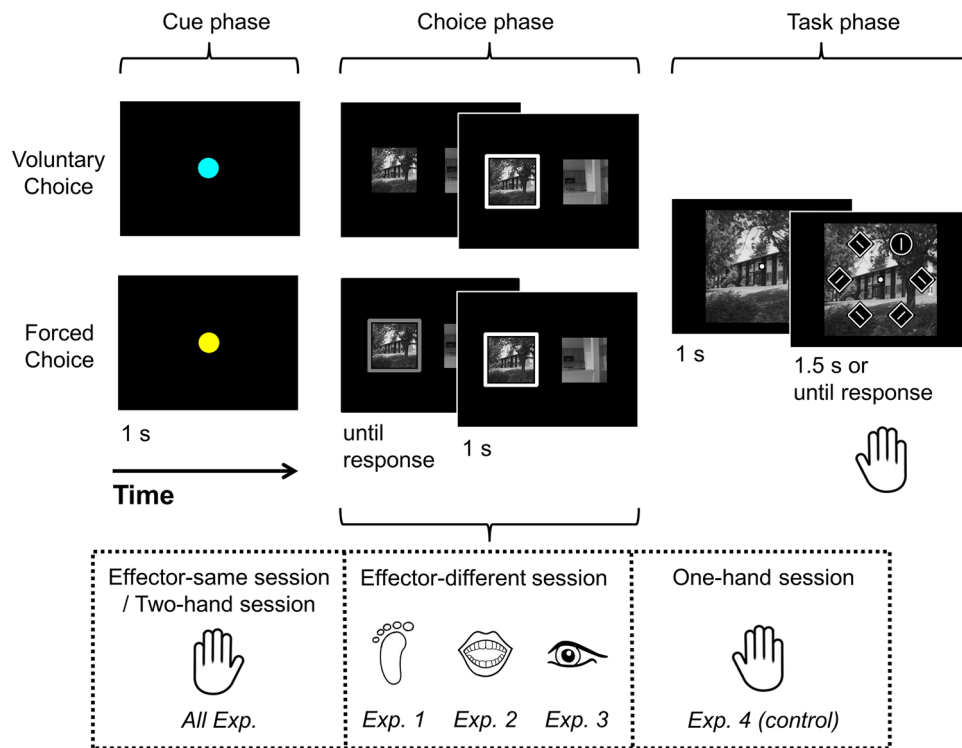 Cue phase
Choice phase
Task phase
Voluntary
Choice
Forced
Choice
1 s
until
response
1 s
1 s
1.5 s or
until response
Time
Effector-same session
/ Two-hand session
All Exp.
Effector-different session
Exp. 1
Exp. 2
Exp. 3
One-hand session
Exp. 4 (control)